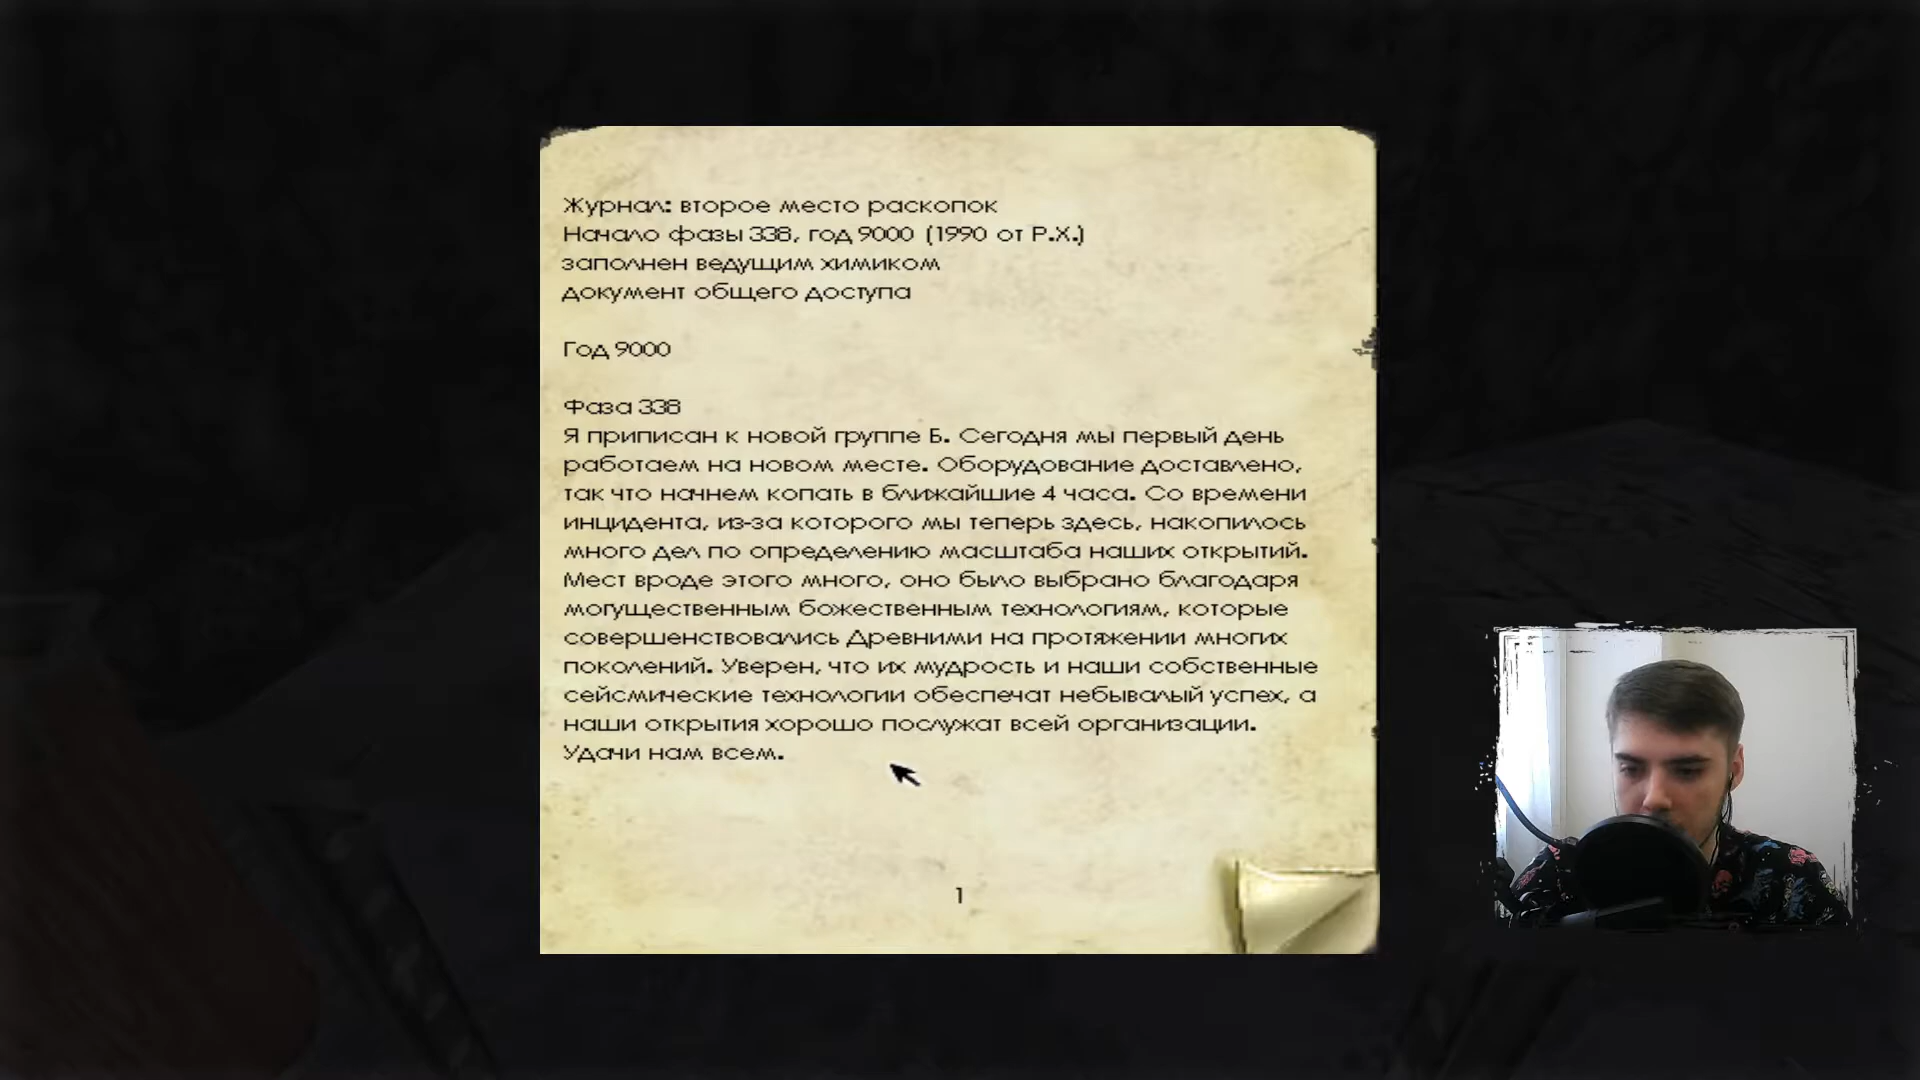 Журнал: второе место раскопок
Начало фазы 338, год 9000 (1990 от Р.Х.)
заполнен ведущим химиком
документ общего доступа
Год 9000
Фаза 338
Я приписан к новой группе Б. Сегодня мы первый день
работаем на новом месте. Оборудование доставлено,
так что начнем копать в ближайшие 4 часа. Со времени
инцидента, из-за которого мы теперь здесь, накопилось
много дел по определению масштаба наших открытий.
Мест вроде этого много, оно было выбрано благодаря
могущественным божественным технологиям, которые
совершенствовались Древними на протяжении многих
поколений. Уверен, что их мудрость и наши собственные
сейсмические технологии обеспечат небывалый успех, а
наши открытия хорошо послужат всей организации.
Удачи нам всем.
1